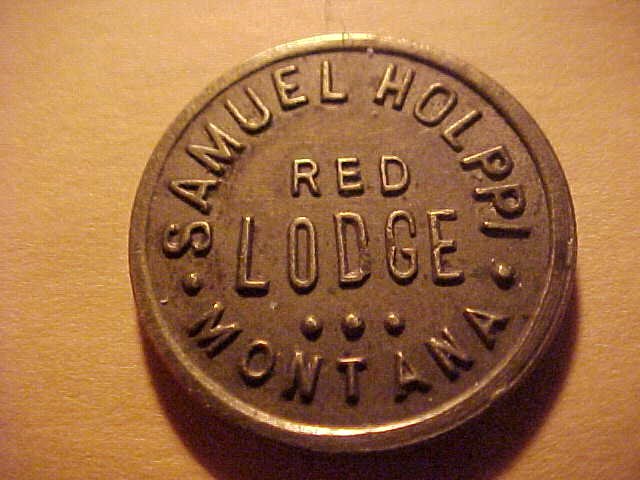 SAMUEL HOLPPI
RED
LODGE
MONTANA